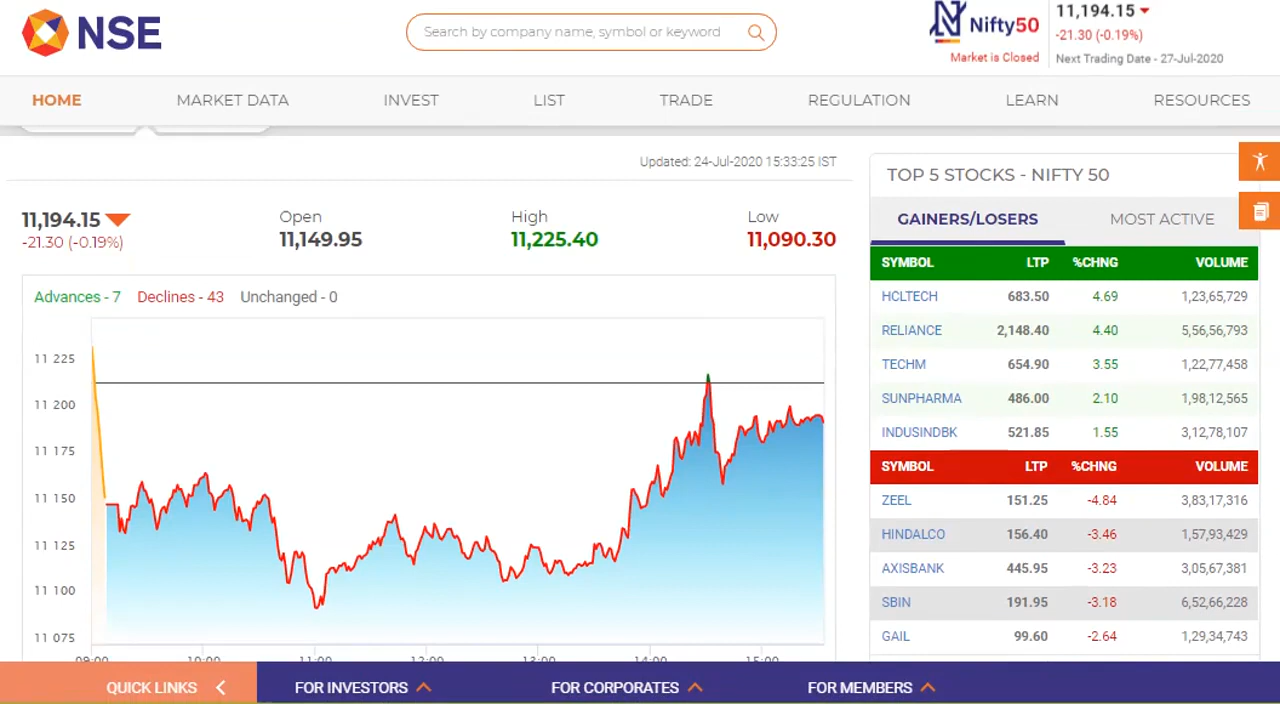 NSE
Search by company name, symbol or keyword
Nifty50
11,194.15
-21.30 (-0.19%)
Market is Closed
Next Trading Date - 27-Jul-2020
HOME MARKET DATA INVEST LIST TRADE REGULATION LEARN RESOURCES
Updated: 24-Jul-2020 15:33:25 IST
11,194.15
-21.30 (-0.19%)
Open
11,149.95
High
11,225.40
Low
11,090.30
Advances - 7 Declines - 43 Unchanged - 0
11 225
11 200
11 175
11 150
11 125
11 100
11 075
09:00 10:00 11:00 12:00 13:00 14:00 15:00
TOP 5 STOCKS - NIFTY 50
GAINERS/LOSERS MOST ACTIVE
SYMBOL LTP %CHNG VOLUME
HCLTECH 683.50 4.69 1,23,65,729
RELIANCE 2,148.40 4.40 5,56,56,793
TECHM 654.90 3.55 1,22,77,458
SUNPHARMA 486.00 2.10 1,98,12,565
INDUSINDBK 521.85 1.55 3,12,78,107
SYMBOL LTP %CHNG VOLUME
ZEEL 151.25 -4.84 3,83,17,316
HINDALCO 156.40 -3.46 1,57,93,429
AXISBANK 445.95 -3.23 3,05,67,381
SBIN 191.95 -3.18 6,52,66,228
GAIL 99.60 -2.64 1,29,34,743
QUICK LINKS FOR INVESTORS FOR CORPORATES FOR MEMBERS